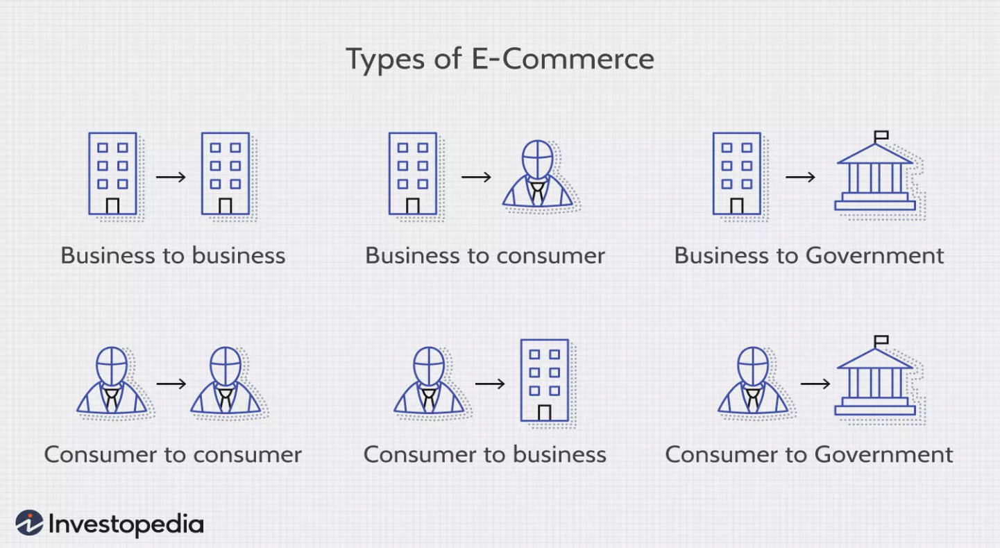 Types of E-Commerce
Business to business
Business to consumer
Business to Government
Consumer to consumer
Consumer to business
Consumer to Government
Investopedia